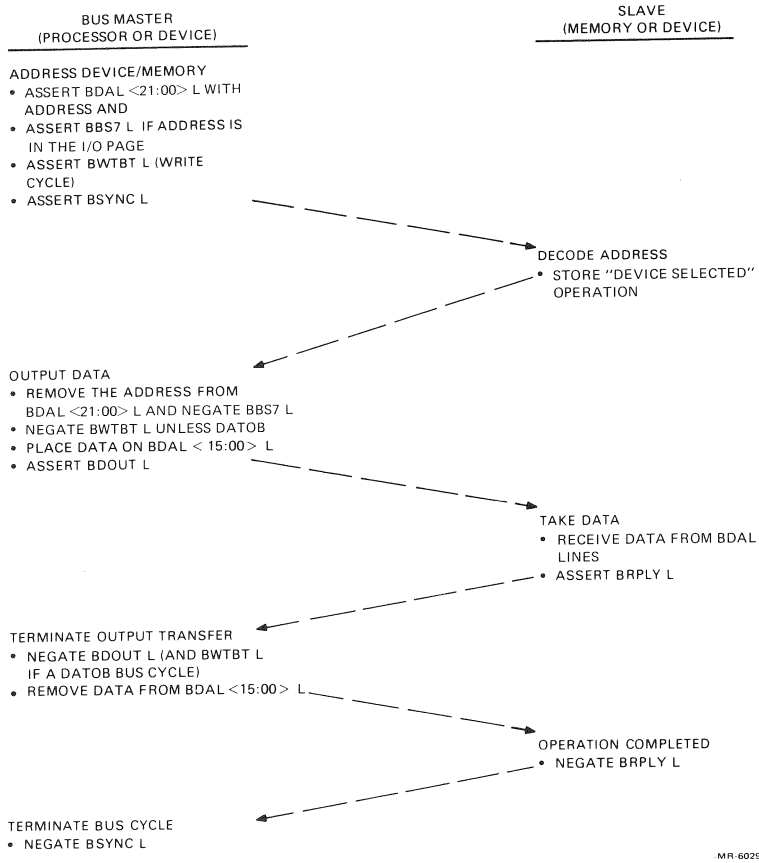 BUS MASTER
(PROCESSOR OR DEVICE)
SLAVE
(MEMORY OR DEVICE)
ADDRESS DEVICE/MEMORY
• ASSERT BDAL <21:00> L WITH
ADDRESS AND
• ASSERT BBS7 L IF ADDRESS IS
IN THE I/O PAGE
• ASSERT BWTBT L (WRITE
CYCLE)
• ASSERT BSYNC L
DECODE ADDRESS
• STORE "DEVICE SELECTED"
OPERATION
OUTPUT DATA
• REMOVE THE ADDRESS FROM
BDAL <21:00> L AND NEGATE BBS7 L
• NEGATE BWTBT L UNLESS DATOB
• PLACE DATA ON BDAL < 15:00> L
• ASSERT BDOUT L
TAKE DATA
• RECEIVE DATA FROM BDAL
LINES
• ASSERT BRPLY L
TERMINATE OUTPUT TRANSFER
• NEGATE BDOUT L (AND BWTBT L
IF A DATOB BUS CYCLE)
• REMOVE DATA FROM BDAL <15:00> L
OPERATION COMPLETED
• NEGATE BRPLY L
TERMINATE BUS CYCLE
• NEGATE BSYNC L
MR-6029